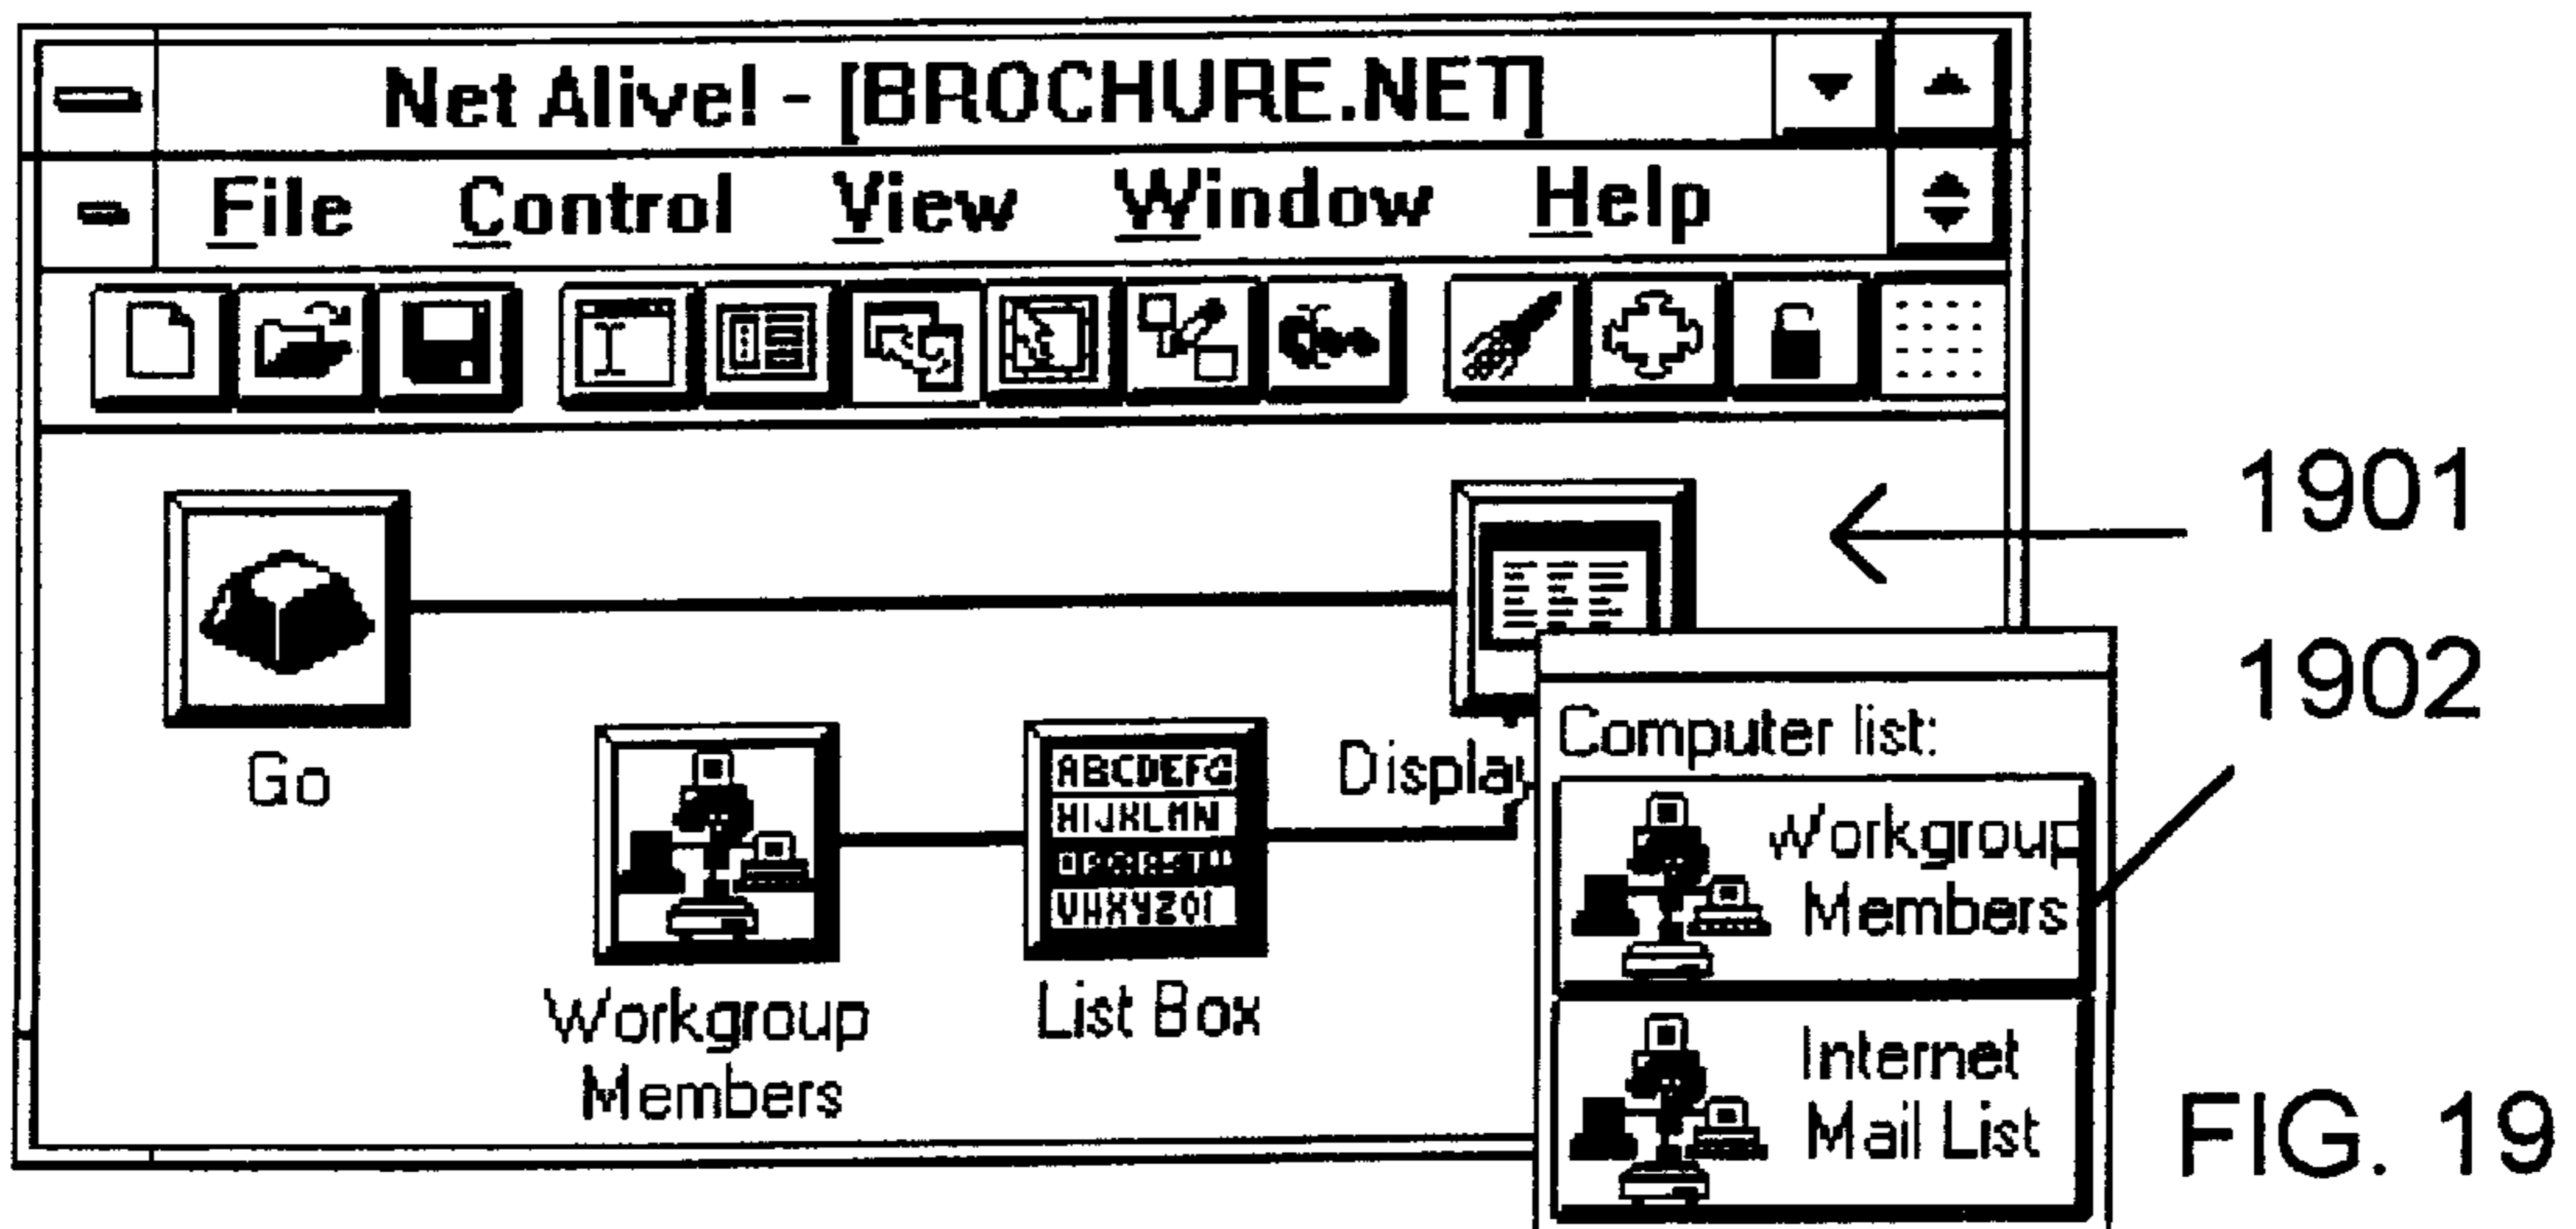 Net Alive! - [BROCHURE.NET]
File Control View Window Help
1901
1902
Go
Display
Computer list:
Workgroup
Members
Internet
Mail List
ABCDEFG
HIJKLMN
Workgroup
Members
List Box
FIG. 19